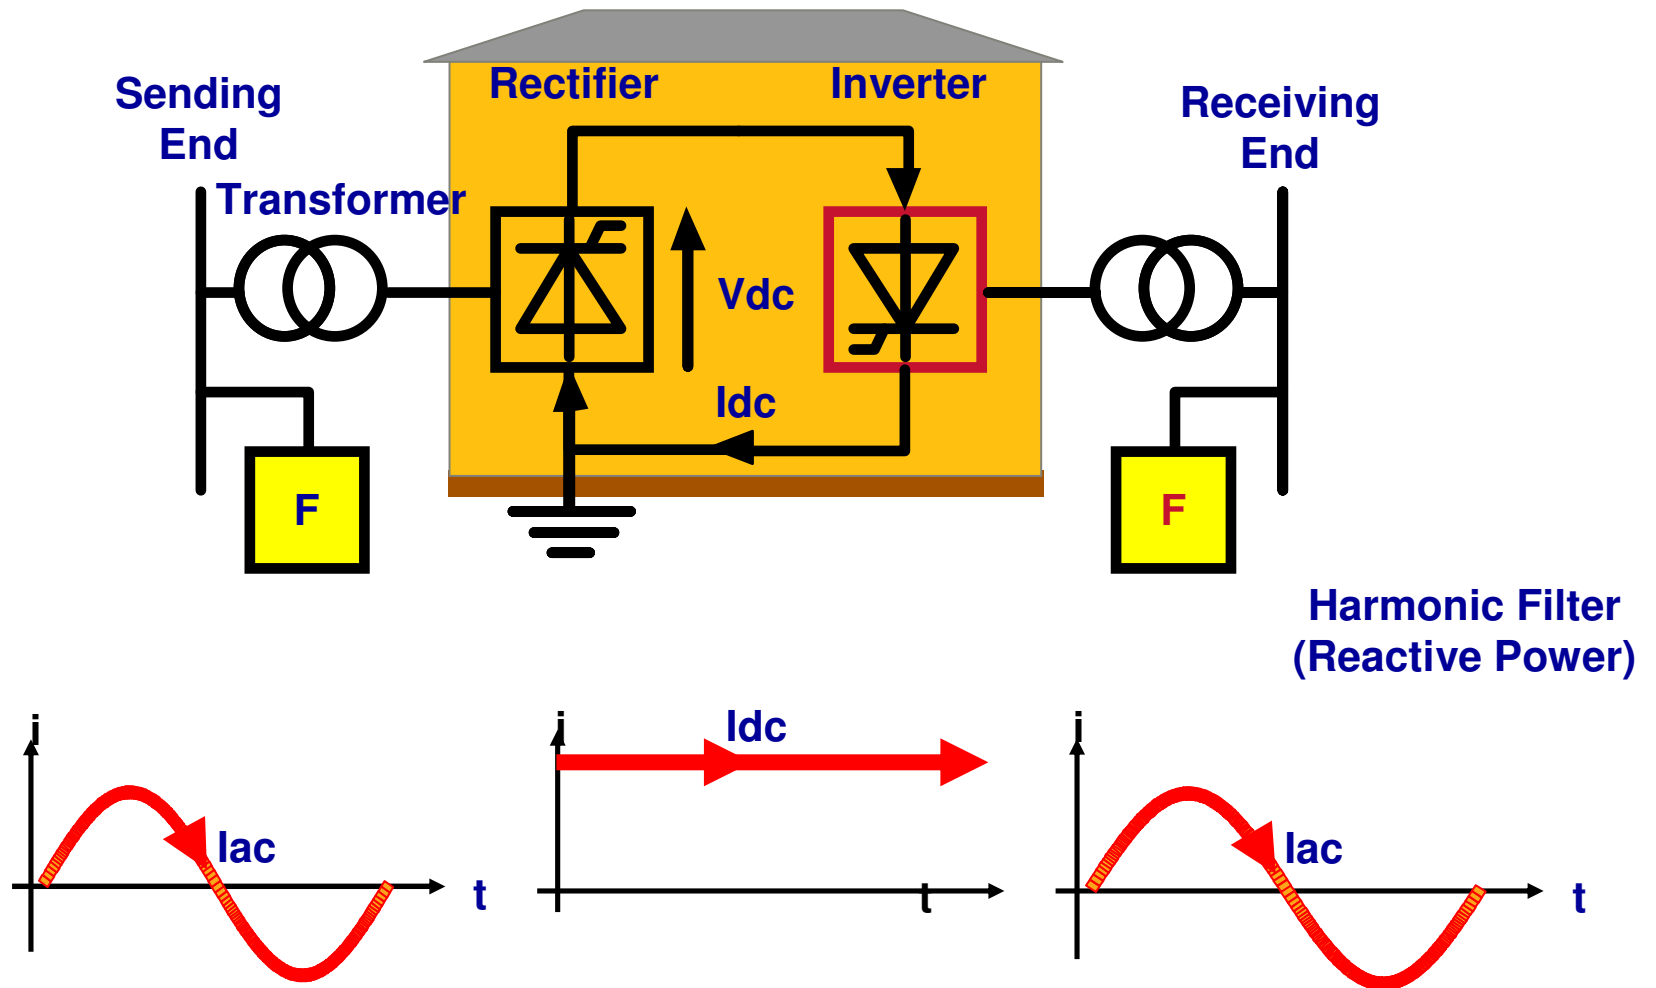 Rectifier
Inverter
Sending
End
Receiving
End
Transformer
Vdc
Idc
F
F
Harmonic Filter
(Reactive Power)
i
Iac
t
i
Idc
t
i
Iac
t